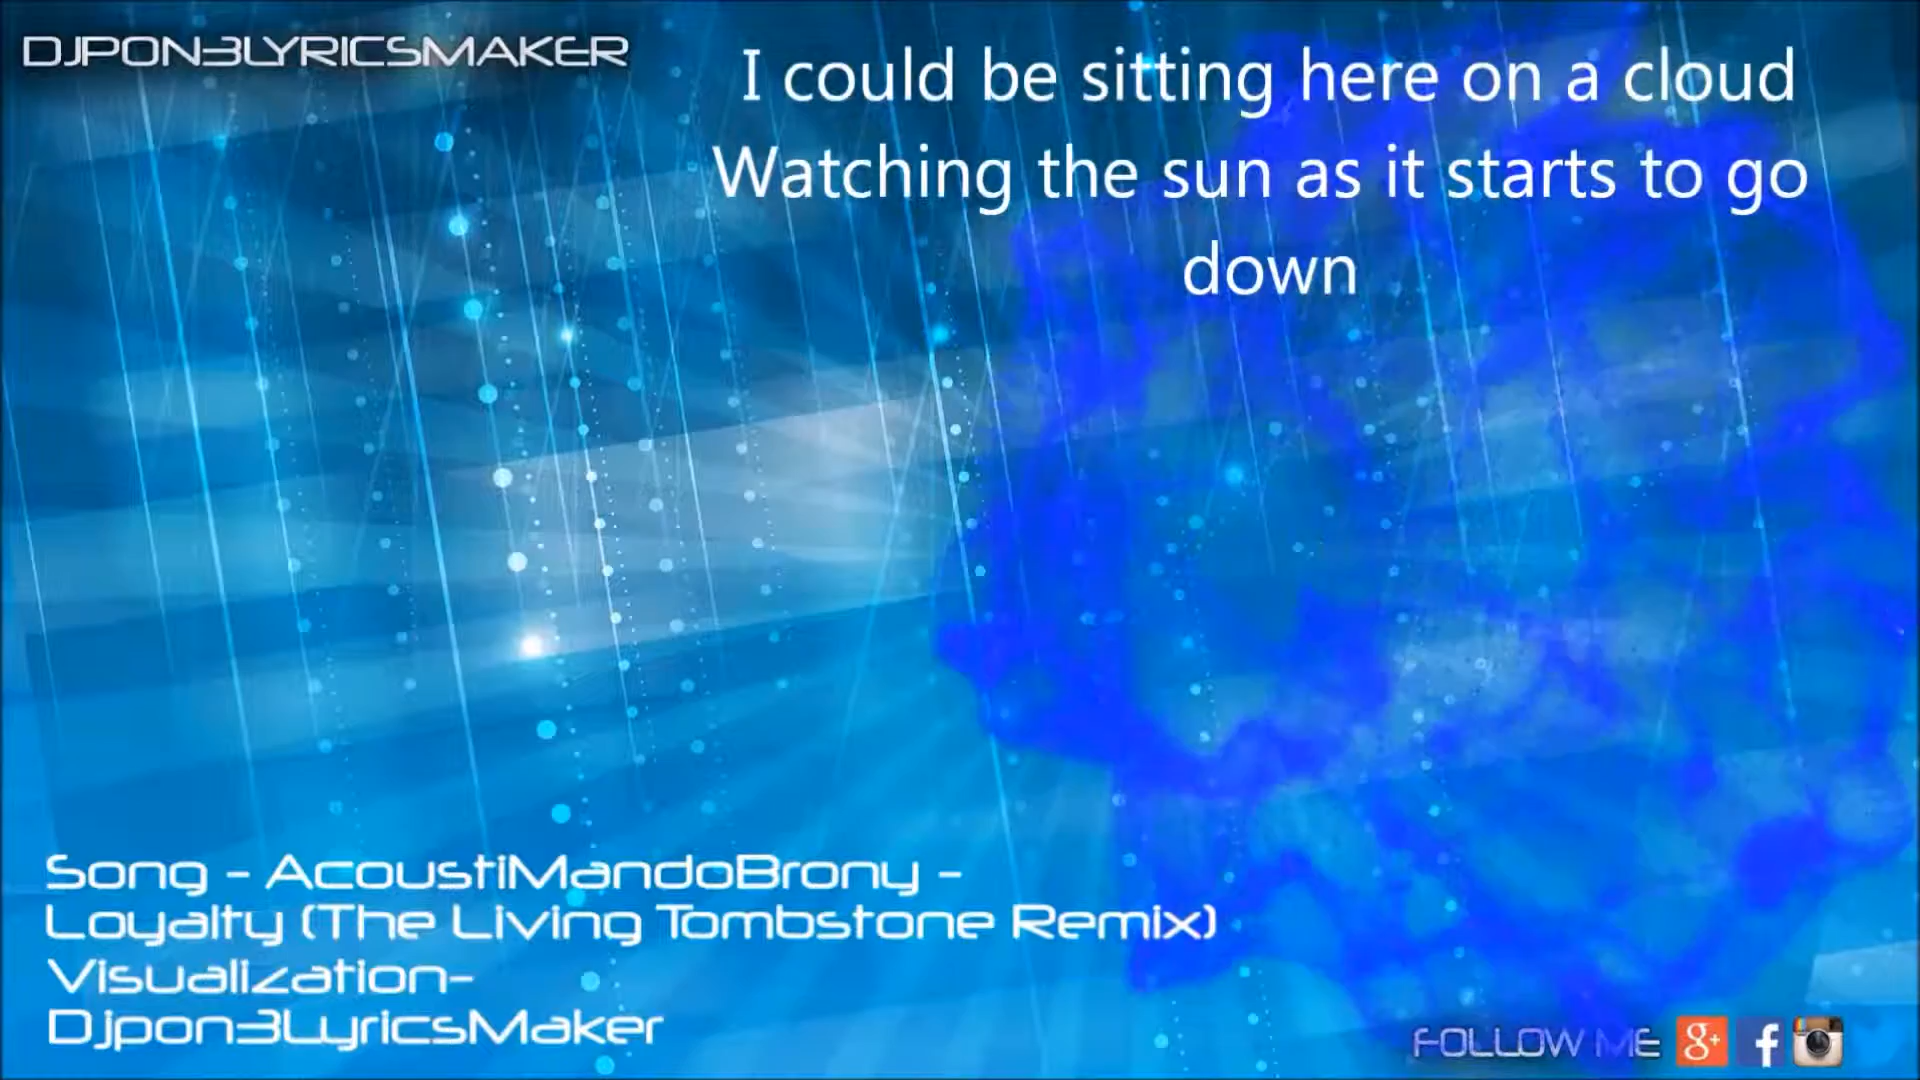 DJPON3LYRICSMAKER
I could be sitting here on a cloud
Watching the sun as it starts to go
down
Song - AcoustiMandoBrony -
Loyalty (The Living Tombstone Remix)
Visualization-
Djpon3LyricsMaker
FOLLOW ME g+ f